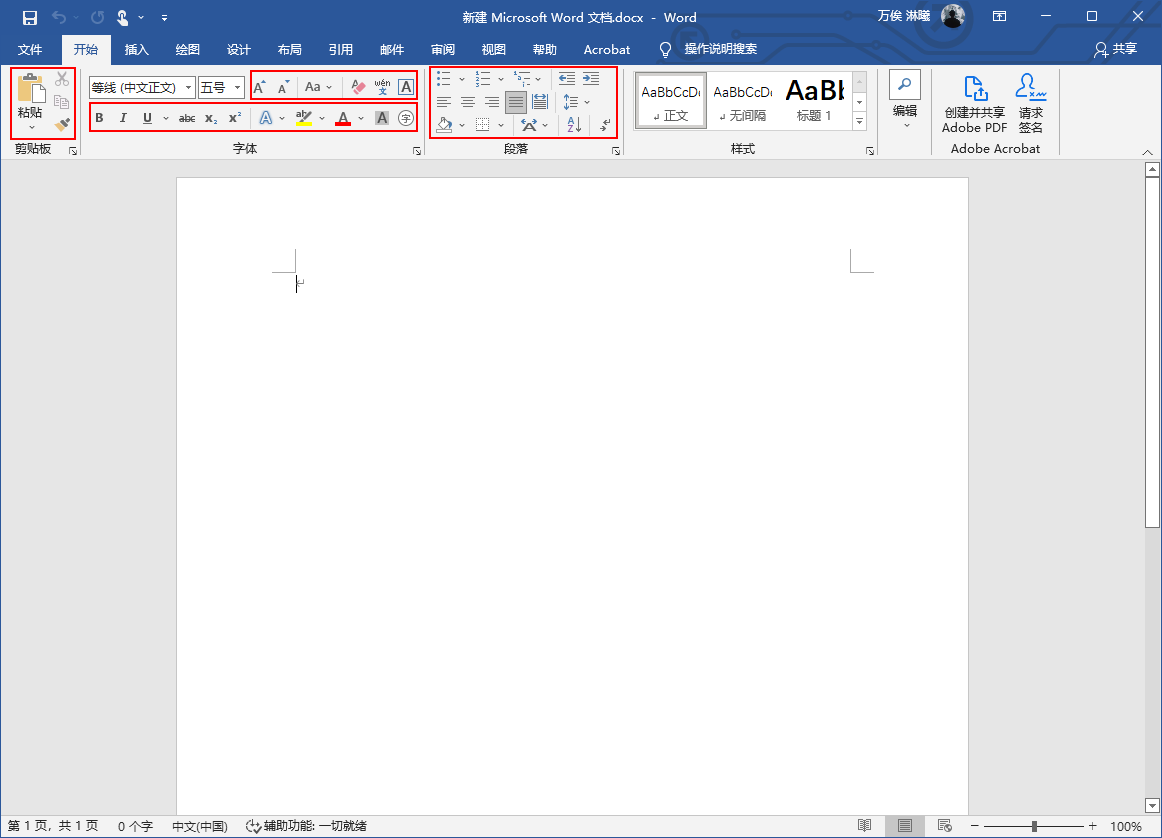 新建 Microsoft Word 文档.docx - Word
万俟 淋曦
文件 开始 插入 绘图 设计 布局 引用 邮件 审阅 视图 帮助 Acrobat 操作说明搜索 共享
粘贴
剪贴板
等线 (中文正文) 五号 A A Aa wén 文 A
B I U abc x₂ x² A ab A A 字
字体
段落
AaBbCcDc AaBbCcDc AaBb
↲ 正文 ↲ 无间隔 标题 1
样式
编辑
创建并共享 Adobe PDF
请求 签名
Adobe Acrobat
第 1 页，共 1 页 0 个字 中文(中国) 辅助功能: 一切就绪 100%